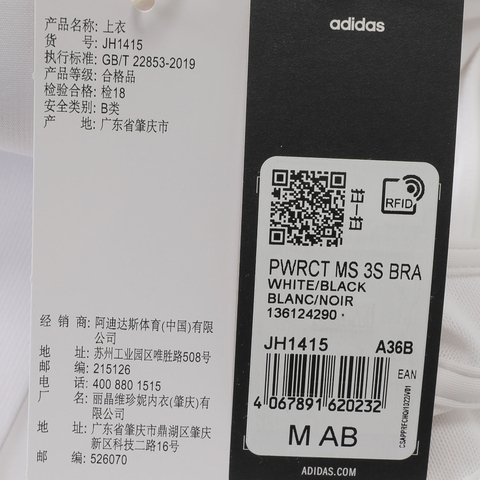 产品名称: 上衣
货 号: JH1415
执行标准: GB/T 22853-2019
产品等级: 合格品
检验合格: 检18
安全类别: B类
产 地: 广东省肇庆市
经 销 商: 阿迪达斯体育(中国)有限
公司
地 址: 苏州工业园区唯胜路508号
邮 编: 215126
电 话: 400 880 1515
厂 名: 丽晶维珍妮内衣(肇庆)有
限公司
地 址: 肇庆市鼎湖区肇庆
新区科技二路16号
邮 编: 526070
adidas
扫一扫
RFID
PWRCT MS 3S BRA
WHITE/BLACK
BLANC/NOIR
136124290
JH1415 A36B
EAN
4 067891 620232
M AB
ADIDAS.COM